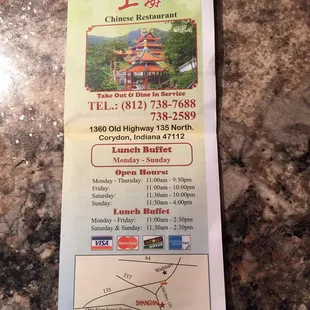 上海
Chinese Restaurant
Take Out & Dine In Service
TEL.: (812) 738-7688
738-2589
1360 Old Highway 135 North.
Corydon, Indiana 47112
Lunch Buffet
Monday - Sunday
Open Hours:
Monday - Thursday: 11:00am - 9:30pm
Friday: 11:00am - 10:00pm
Saturday: 11:30am - 10:00pm
Sunday: 11:30am - 4:00pm
Lunch Buffet
Monday - Friday: 11:00am - 2:30pm
Saturday & Sunday: 11:30am - 2:30pm
VISA
64
337
135
SHANGHAI